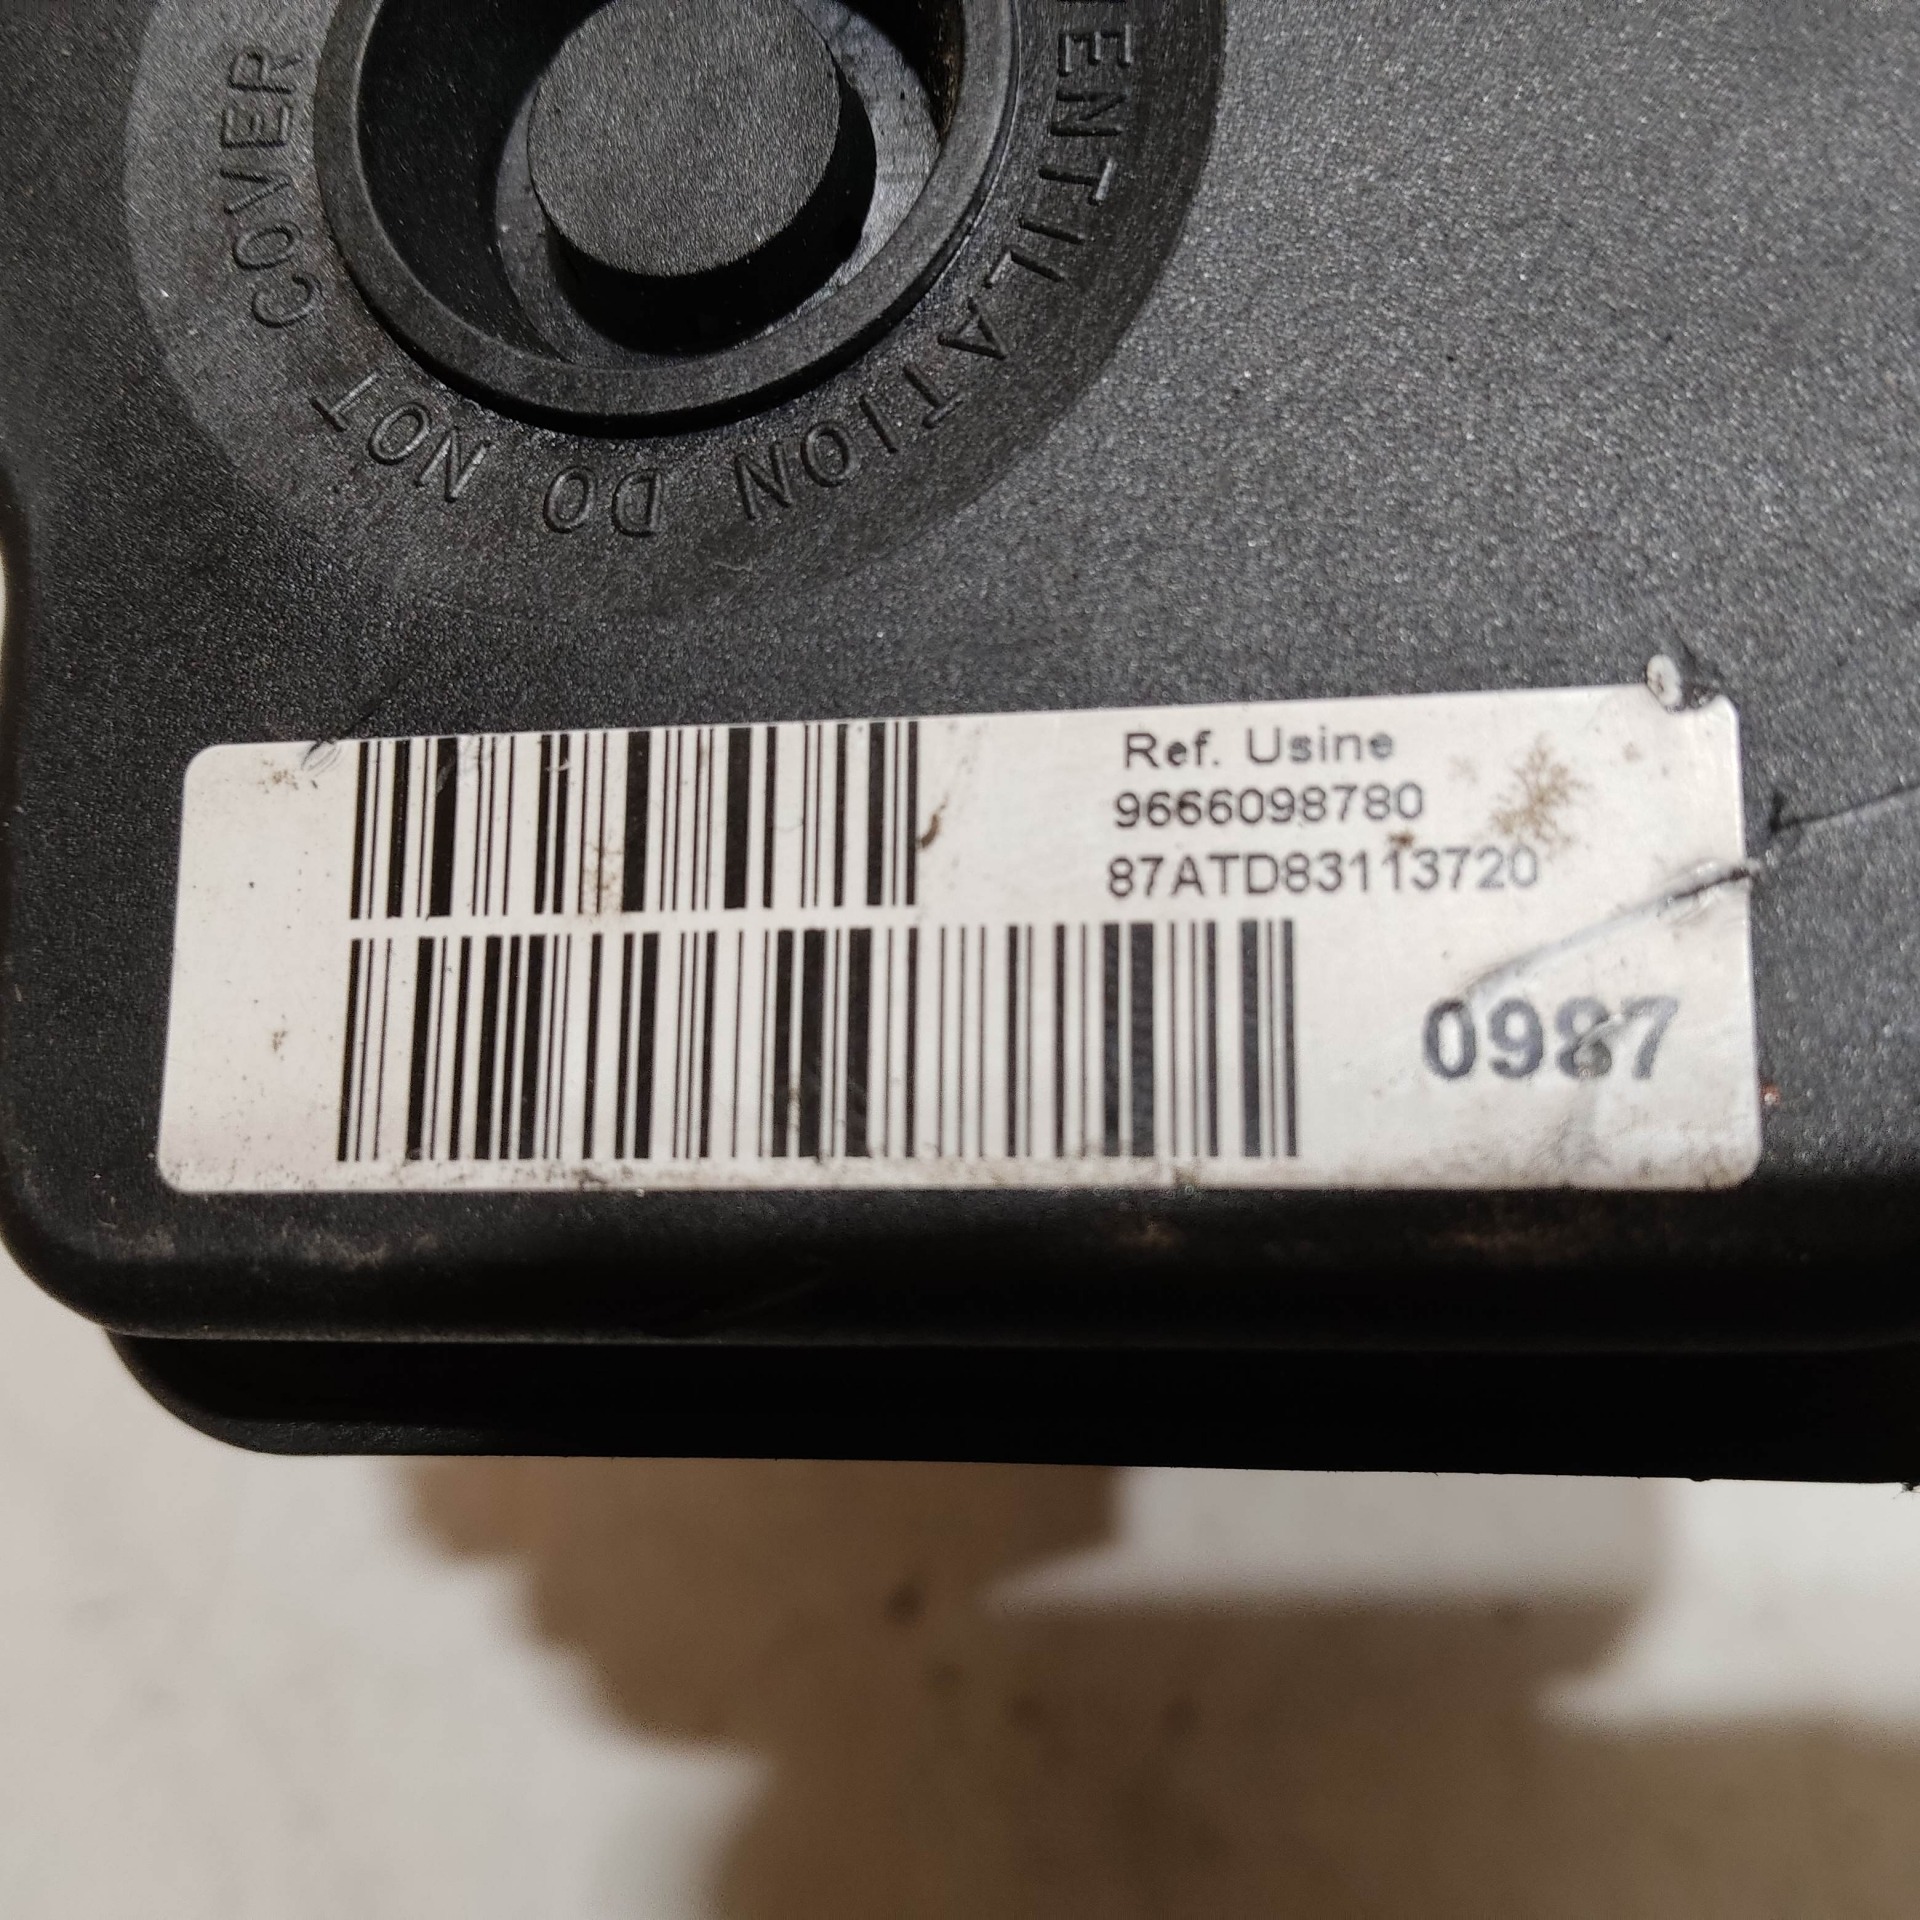 VENTILATION DO NOT COVER
Ref. Usine
9666098780
87ATD83113720
0987